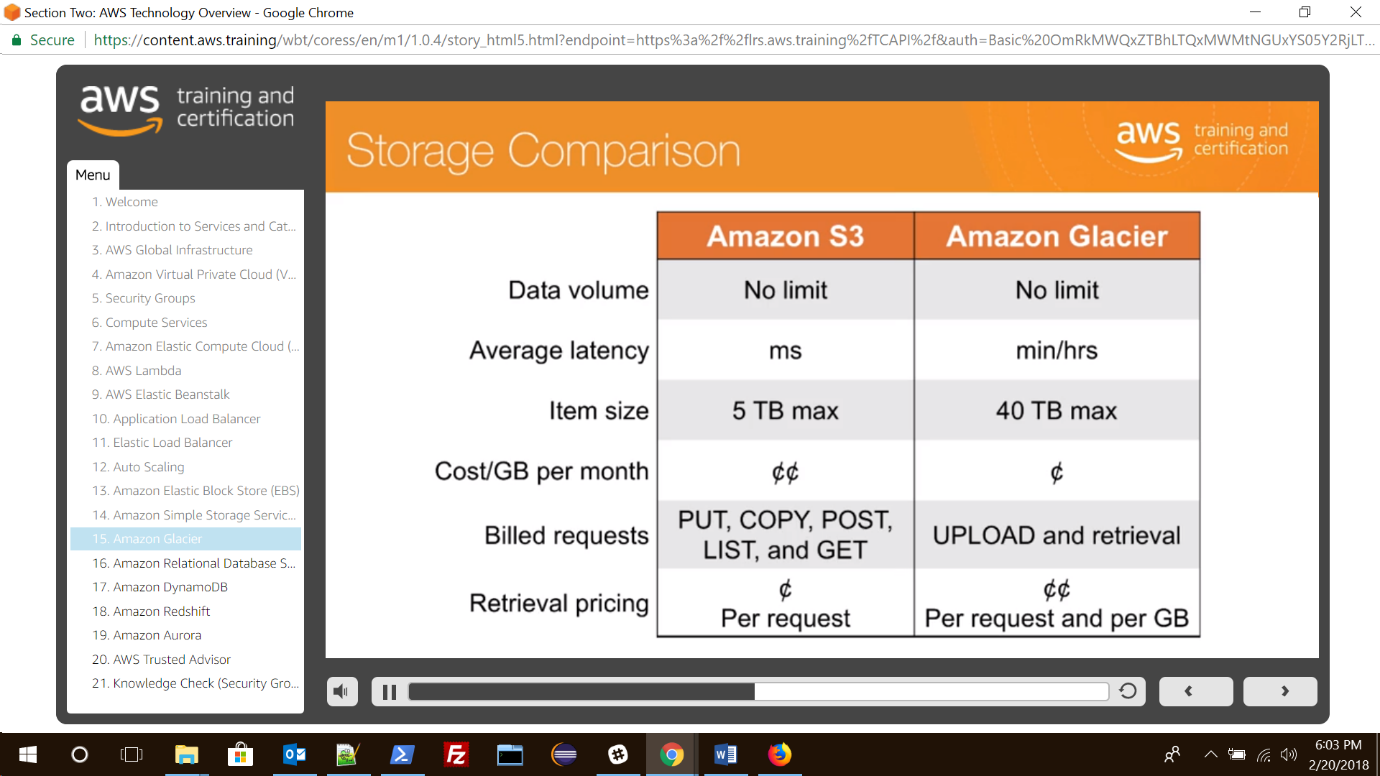 Section Two: AWS Technology Overview - Google Chrome
Secure https://content.aws.training/wbt/coress/en/m1/1.0.4/story_html5.html?endpoint=https%3a%2f%2flrs.aws.training%2fTCAPI%2f&auth=Basic%20OmRkMWQxZTBhLTQxMWMtNGUxYS05Y2RjLT...
aws training and
certification
Menu
1. Welcome
2. Introduction to Services and Cat...
3. AWS Global Infrastructure
4. Amazon Virtual Private Cloud (V...
5. Security Groups
6. Compute Services
7. Amazon Elastic Compute Cloud (...
8. AWS Lambda
9. AWS Elastic Beanstalk
10. Application Load Balancer
11. Elastic Load Balancer
12. Auto Scaling
13. Amazon Elastic Block Store (EBS)
14. Amazon Simple Storage Servic...
15. Amazon Glacier
16. Amazon Relational Database S...
17. Amazon DynamoDB
18. Amazon Redshift
19. Amazon Aurora
20. AWS Trusted Advisor
21. Knowledge Check (Security Gro...
Storage Comparison
aws training and
certification
Amazon S3 Amazon Glacier
Data volume No limit No limit
Average latency ms min/hrs
Item size 5 TB max 40 TB max
Cost/GB per month ¢¢ ¢
Billed requests PUT, COPY, POST, LIST, and GET UPLOAD and retrieval
Retrieval pricing ¢ Per request ¢¢ Per request and per GB
6:03 PM
2/20/2018